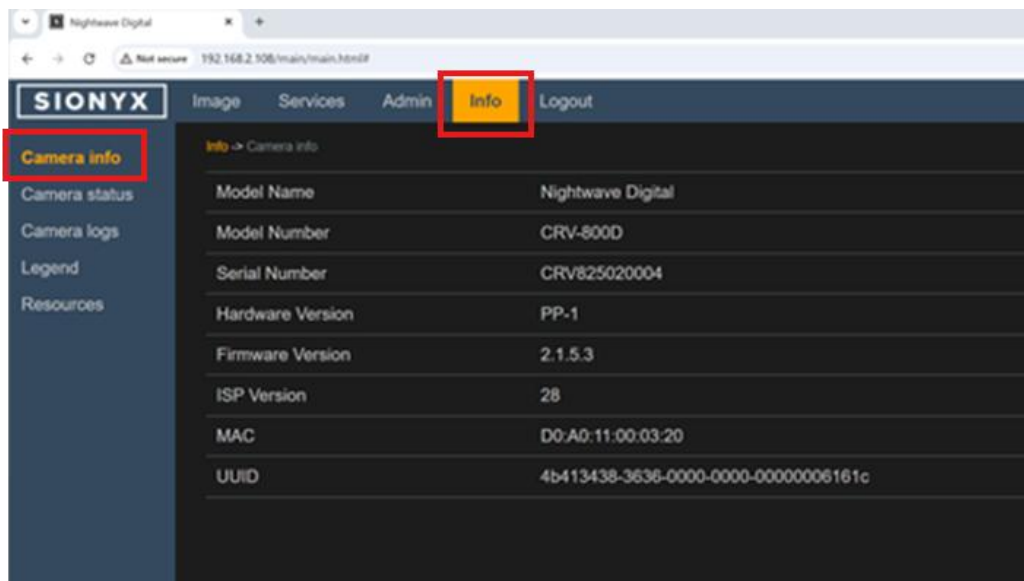 Nightwave Digital
Not secure 192.168.2.108/main/main.html#
SIONYX Image Services Admin Info Logout
Info -> Camera info
Camera info
Camera status
Camera logs
Legend
Resources
Model Name Nightwave Digital
Model Number CRV-800D
Serial Number CRV825020004
Hardware Version PP-1
Firmware Version 2.1.5.3
ISP Version 28
MAC D0:A0:11:00:03:20
UUID 4b413438-3636-0000-0000-00000006161c